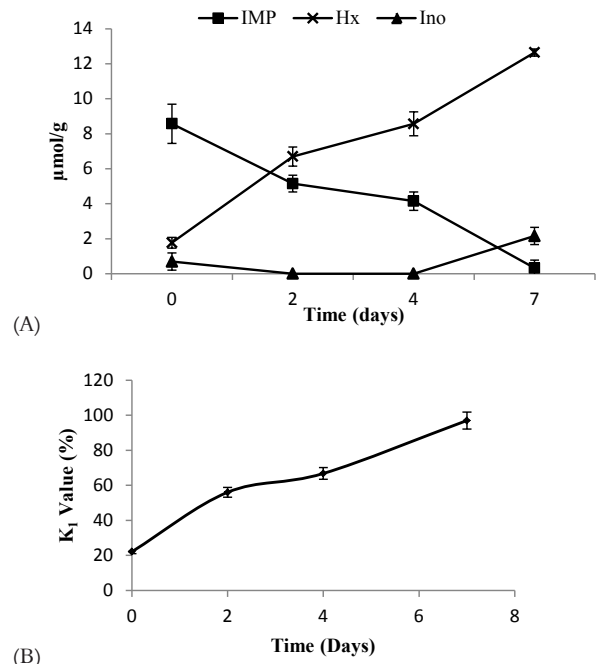 IMP Hx Ino
14
12
10
8
6
4
2
0
µmol/g
0 2 4 7
Time (days)
(A)
120
100
80
60
40
20
0
K1 Value (%)
0 2 4 6 8
Time (Days)
(B)